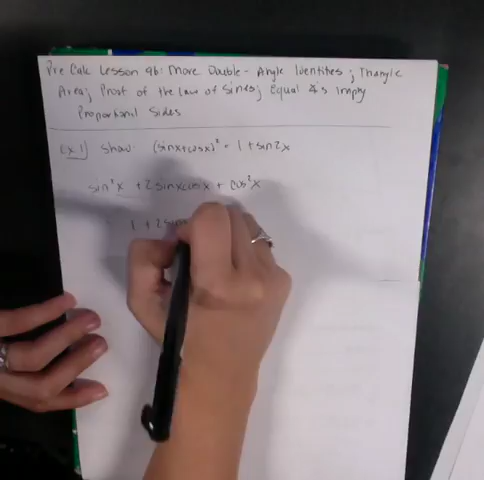 Pre Calc Lesson 96: More Double-Angle Identities; Triangle
Area; Proof of the Law of Sines; Equal ∠'s imply
Proportional Sides
Ex 1) Show: (sinx+cosx)² = 1 + sin2x
sin²x + 2sinxcosx + cos²x
1 + 2sin